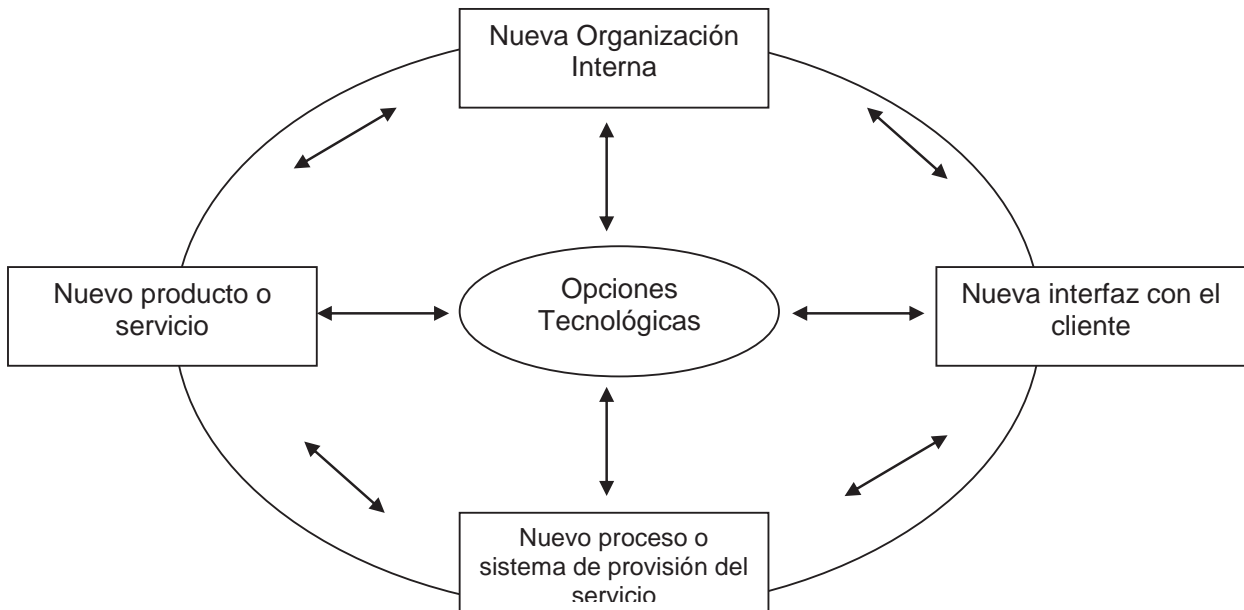 Nueva Organización
Interna
Nuevo producto o
servicio
Opciones
Tecnológicas
Nueva interfaz con el
cliente
Nuevo proceso o
sistema de provisión del
servicio